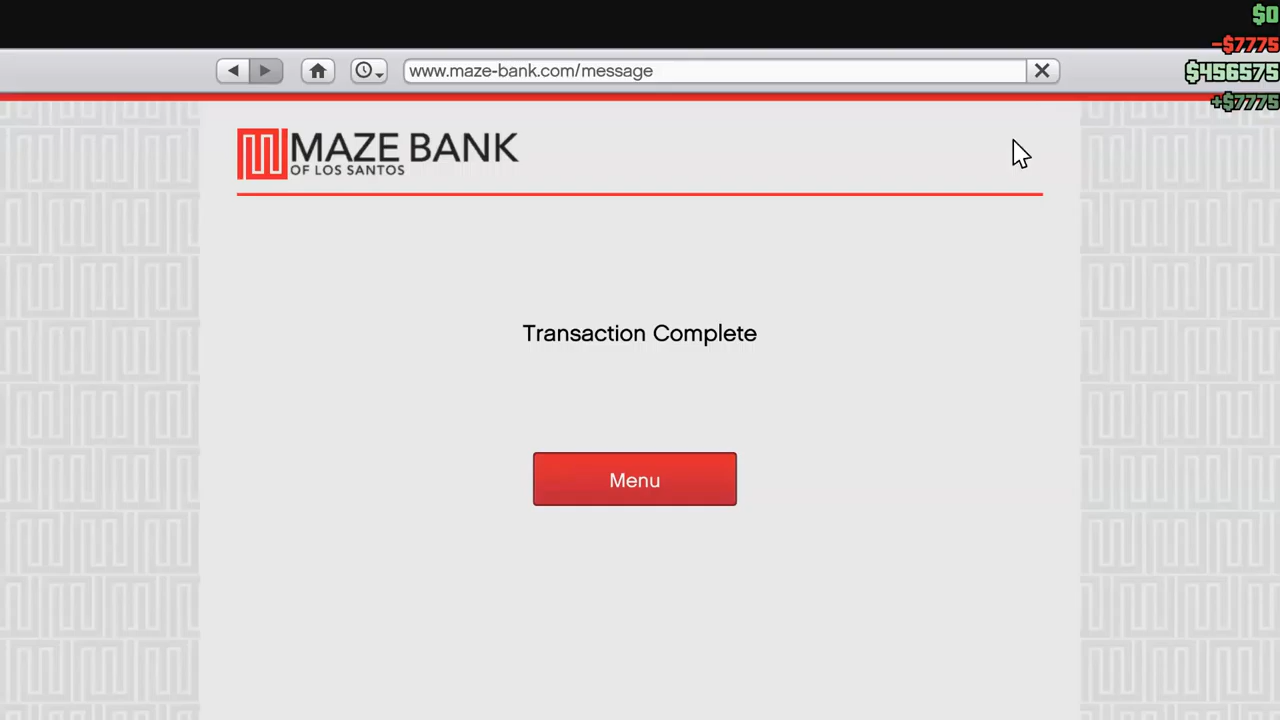 $0
-$7775
www.maze-bank.com/message
$456575
+$7775
MAZE BANK
OF LOS SANTOS
Transaction Complete
Menu